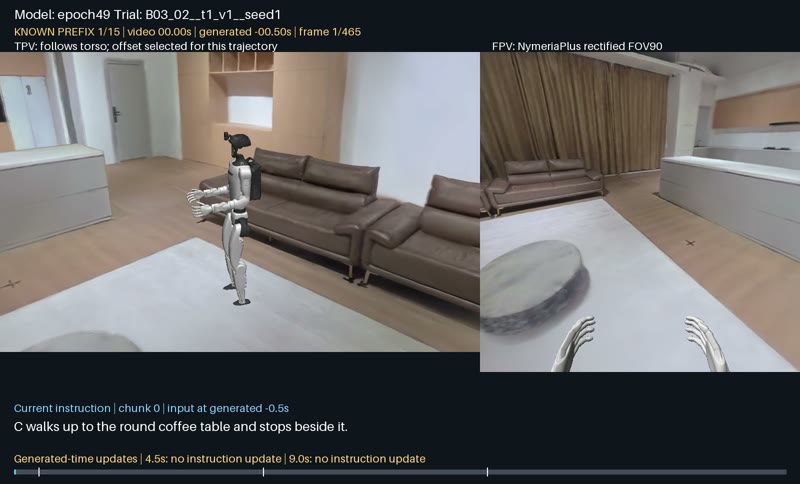 Model: epoch49 Trial: B03_02__t1_v1__seed1
KNOWN PREFIX 1/15 | video 00.00s | generated -00.50s | frame 1/465
TPV: follows torso; offset selected for this trajectory
FPV: NymeriaPlus rectified FOV90
Current instruction | chunk 0 | input at generated -0.5s
C walks up to the round coffee table and stops beside it.
Generated-time updates | 4.5s: no instruction update | 9.0s: no instruction update